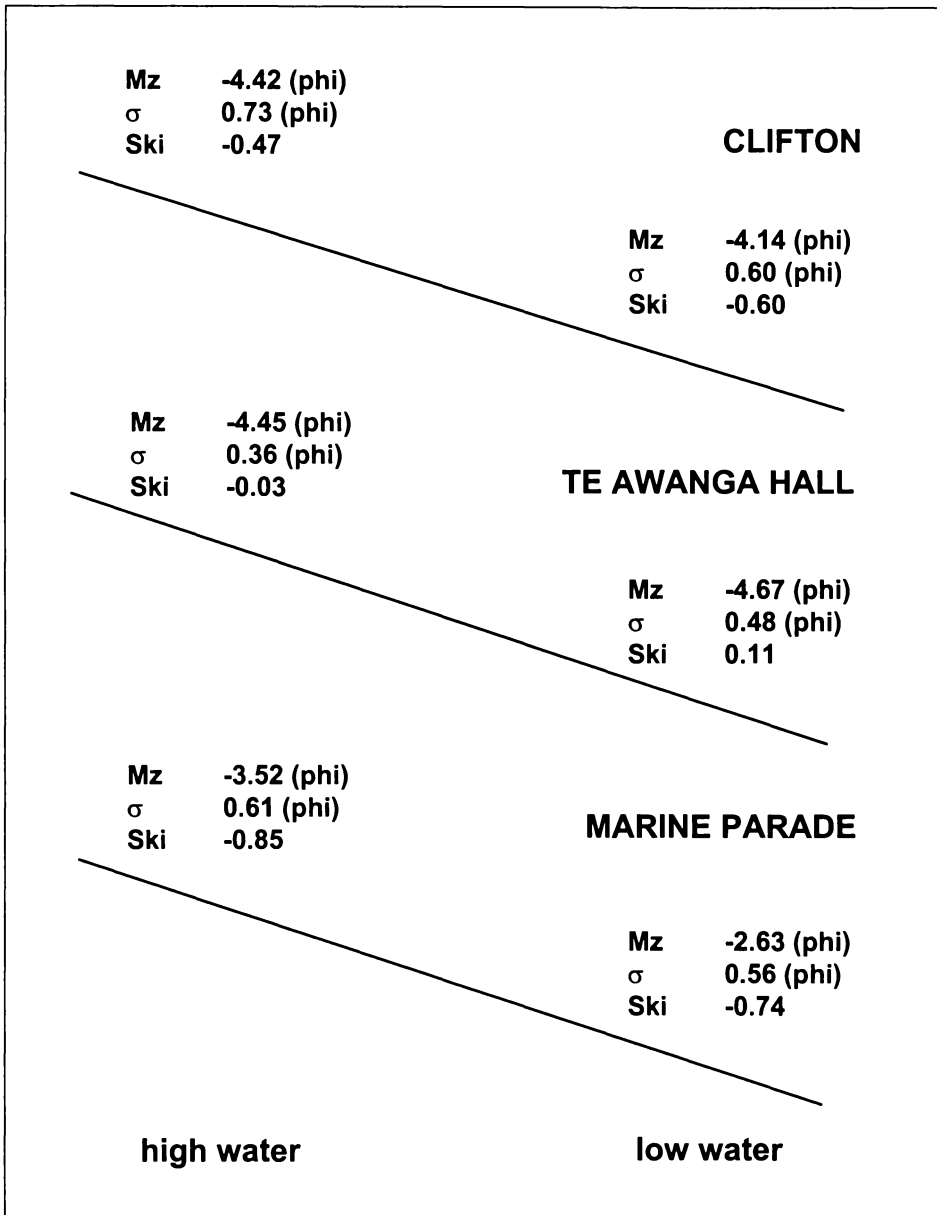 Mz -4.42 (phi)
σ 0.73 (phi)
Ski -0.47
CLIFTON
Mz -4.14 (phi)
σ 0.60 (phi)
Ski -0.60
Mz -4.45 (phi)
σ 0.36 (phi)
Ski -0.03
TE AWANGA HALL
Mz -4.67 (phi)
σ 0.48 (phi)
Ski 0.11
Mz -3.52 (phi)
σ 0.61 (phi)
Ski -0.85
MARINE PARADE
Mz -2.63 (phi)
σ 0.56 (phi)
Ski -0.74
high water low water